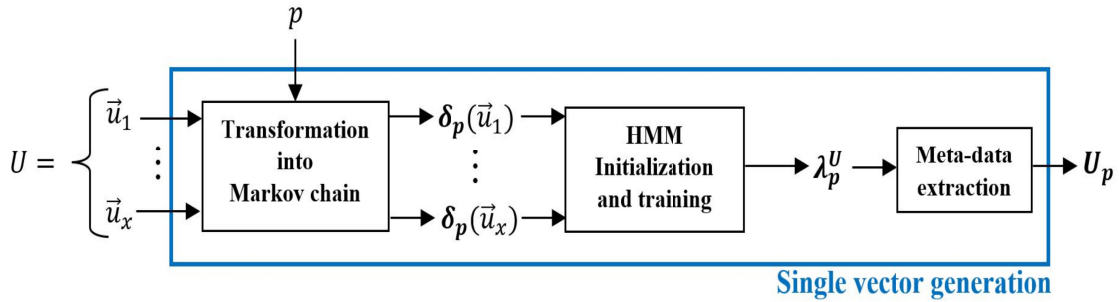 p
U =
u⃗₁
⋮
u⃗ₓ
Transformation
into
Markov chain
δₚ(u⃗₁)
⋮
δₚ(u⃗ₓ)
HMM
Initialization
and training
λₚᵁ
Meta-data
extraction
Uₚ
Single vector generation